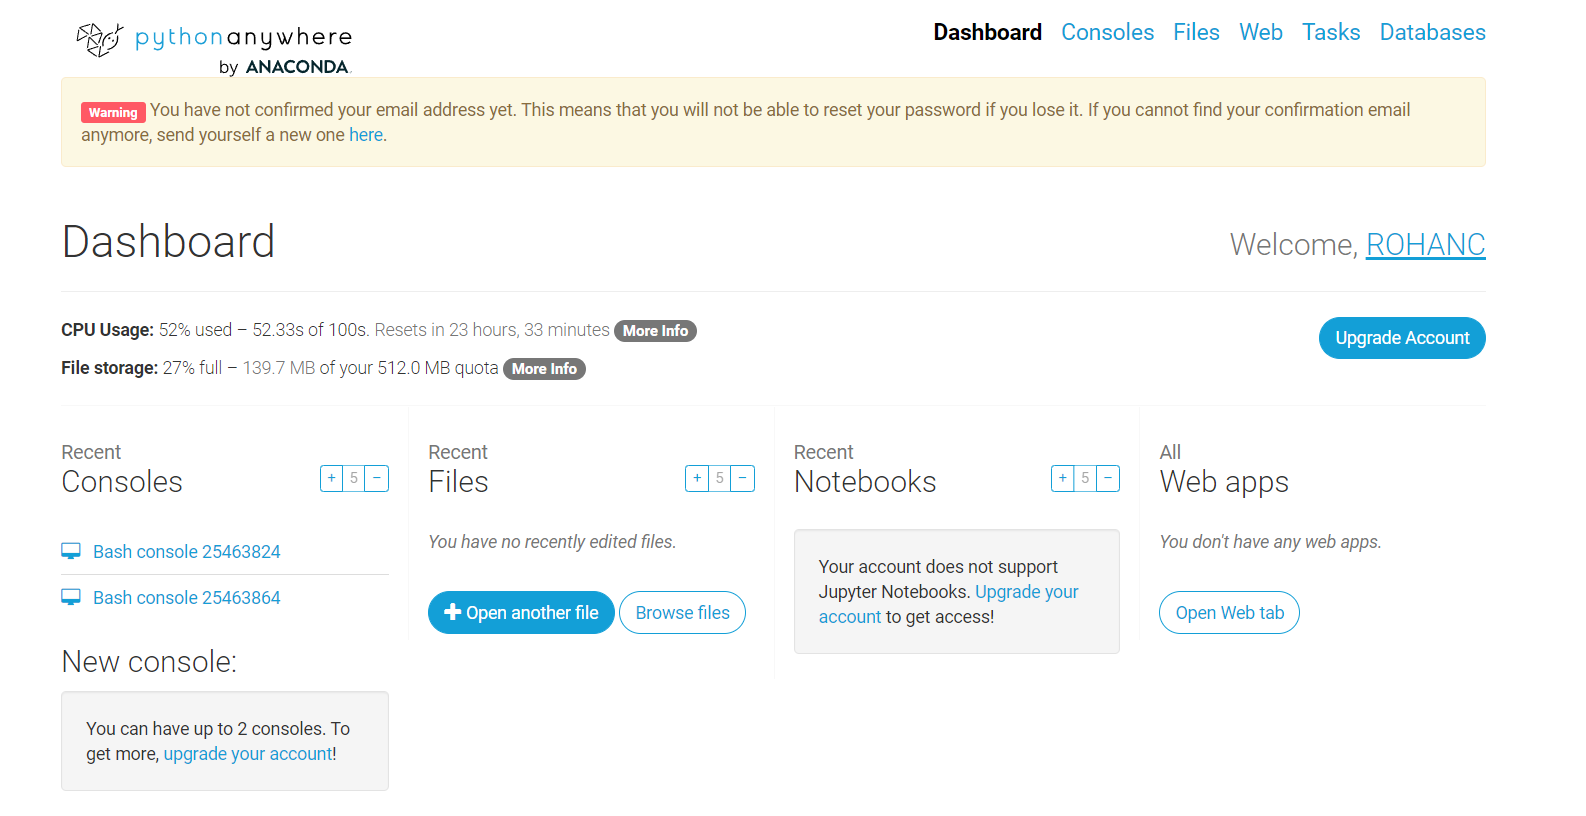 pythonanywhere
by ANACONDA.
Dashboard Consoles Files Web Tasks Databases
Warning You have not confirmed your email address yet. This means that you will not be able to reset your password if you lose it. If you cannot find your confirmation email
anymore, send yourself a new one here.
Dashboard
Welcome, ROHANC
CPU Usage: 52% used – 52.33s of 100s. Resets in 23 hours, 33 minutes More Info
Upgrade Account
File storage: 27% full – 139.7 MB of your 512.0 MB quota More Info
Recent
Consoles
+ 5 −
Bash console 25463824
Bash console 25463864
New console:
You can have up to 2 consoles. To
get more, upgrade your account!
Recent
Files
+ 5 −
You have no recently edited files.
+ Open another file
Browse files
Recent
Notebooks
+ 5 −
Your account does not support
Jupyter Notebooks. Upgrade your
account to get access!
All
Web apps
You don't have any web apps.
Open Web tab